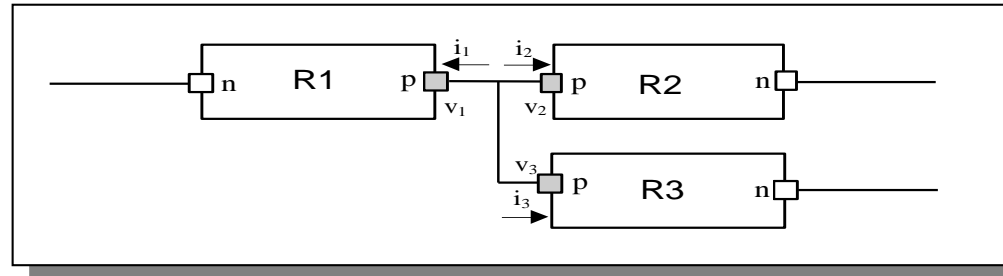 i₁ i₂
n R1 p p R2 n
v₁ v₂
v₃
p R3 n
i₃